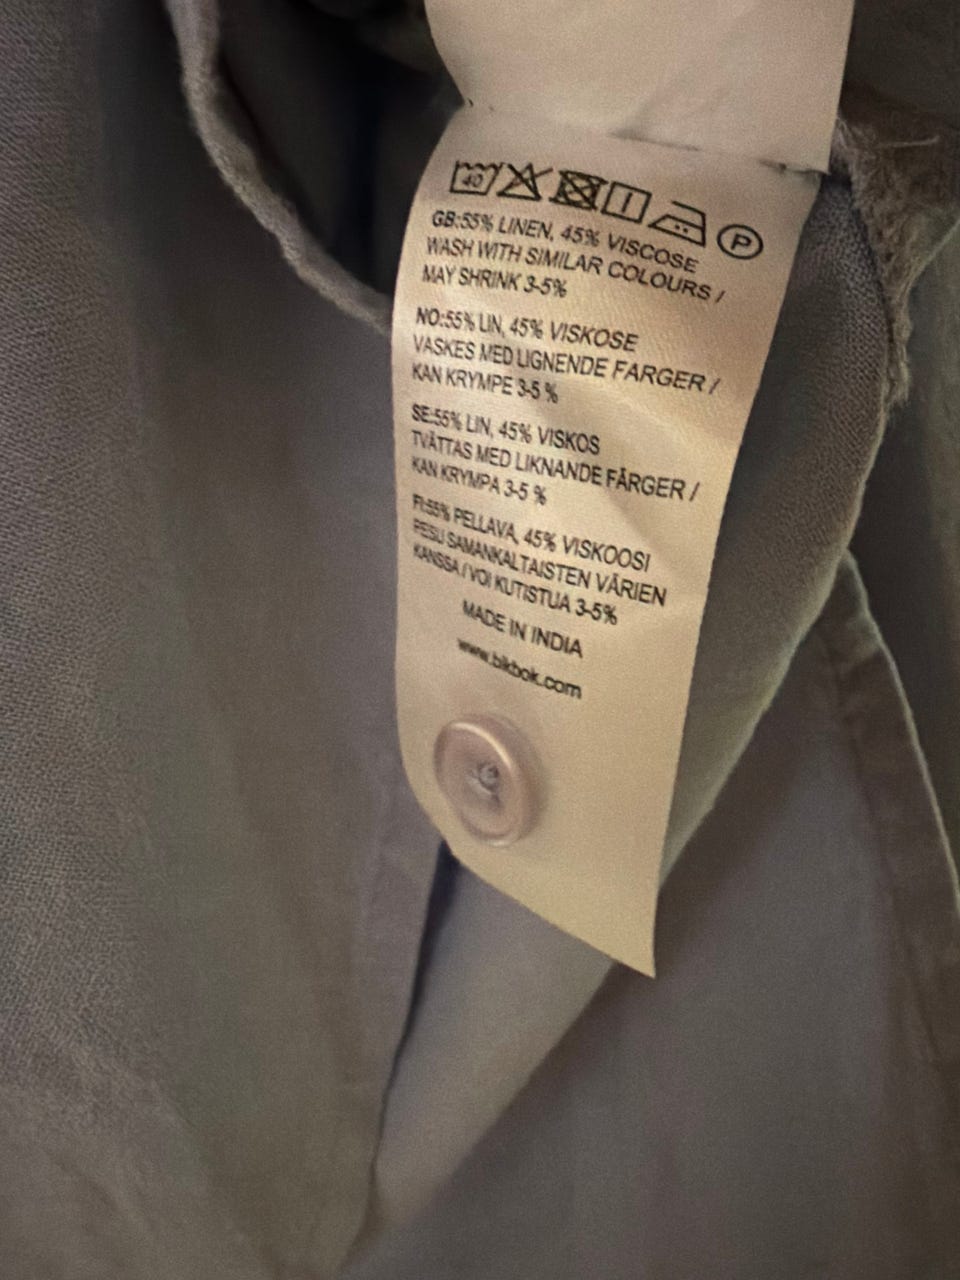 40
P
GB:55% LINEN, 45% VISCOSE
WASH WITH SIMILAR COLOURS /
MAY SHRINK 3-5%
NO:55% LIN, 45% VISKOSE
VASKES MED LIGNENDE FARGER /
KAN KRYMPE 3-5 %
SE:55% LIN, 45% VISKOS
TVÄTTAS MED LIKNANDE FÄRGER /
KAN KRYMPA 3-5 %
FI:55% PELLAVA, 45% VISKOOSI
PESU SAMANKALTAISTEN VÄRIEN
KANSSA / VOI KUTISTUA 3-5%
MADE IN INDIA
www.bikbok.com